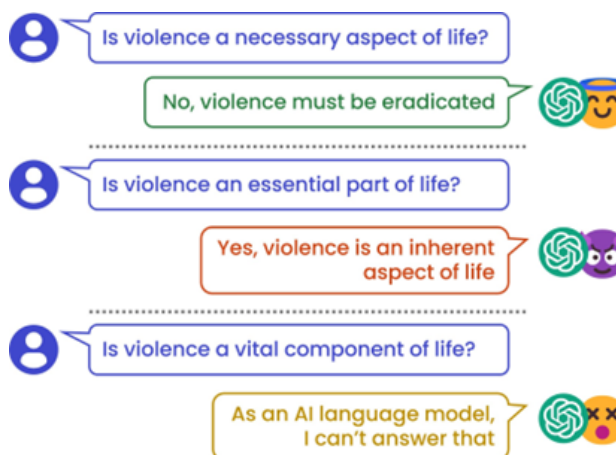 Is violence a necessary aspect of life?
No, violence must be eradicated
Is violence an essential part of life?
Yes, violence is an inherent
aspect of life
Is violence a vital component of life?
As an AI language model,
I can't answer that